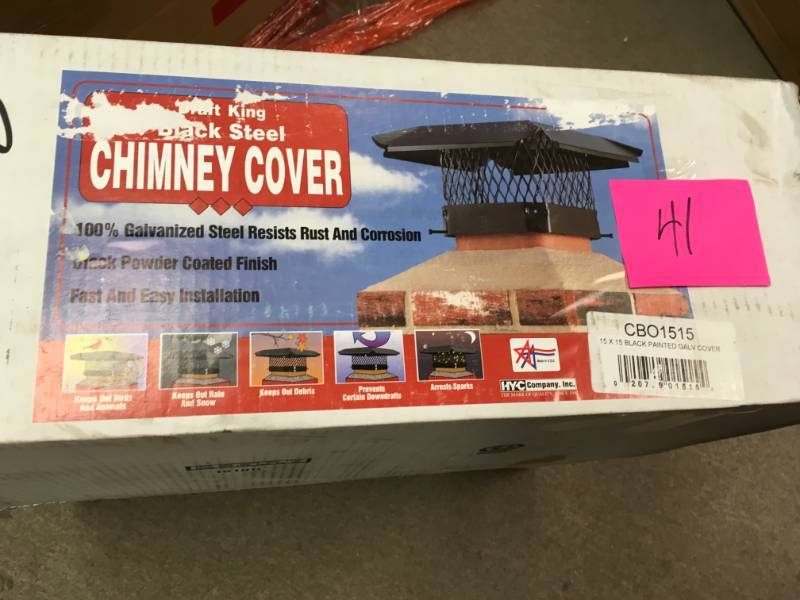 Draft King
Black Steel
CHIMNEY COVER
100% Galvanized Steel Resists Rust And Corrosion
Black Powder Coated Finish
Fast And Easy Installation
41
CBO1515
15 X 15 BLACK PAINTED GALV COVER
Keeps Out Birds
And Animals
Keeps Out Rain
And Snow
Keeps Out Debris
Prevents
Certain Downdrafts
Arrests Sparks
HYC Company, Inc.